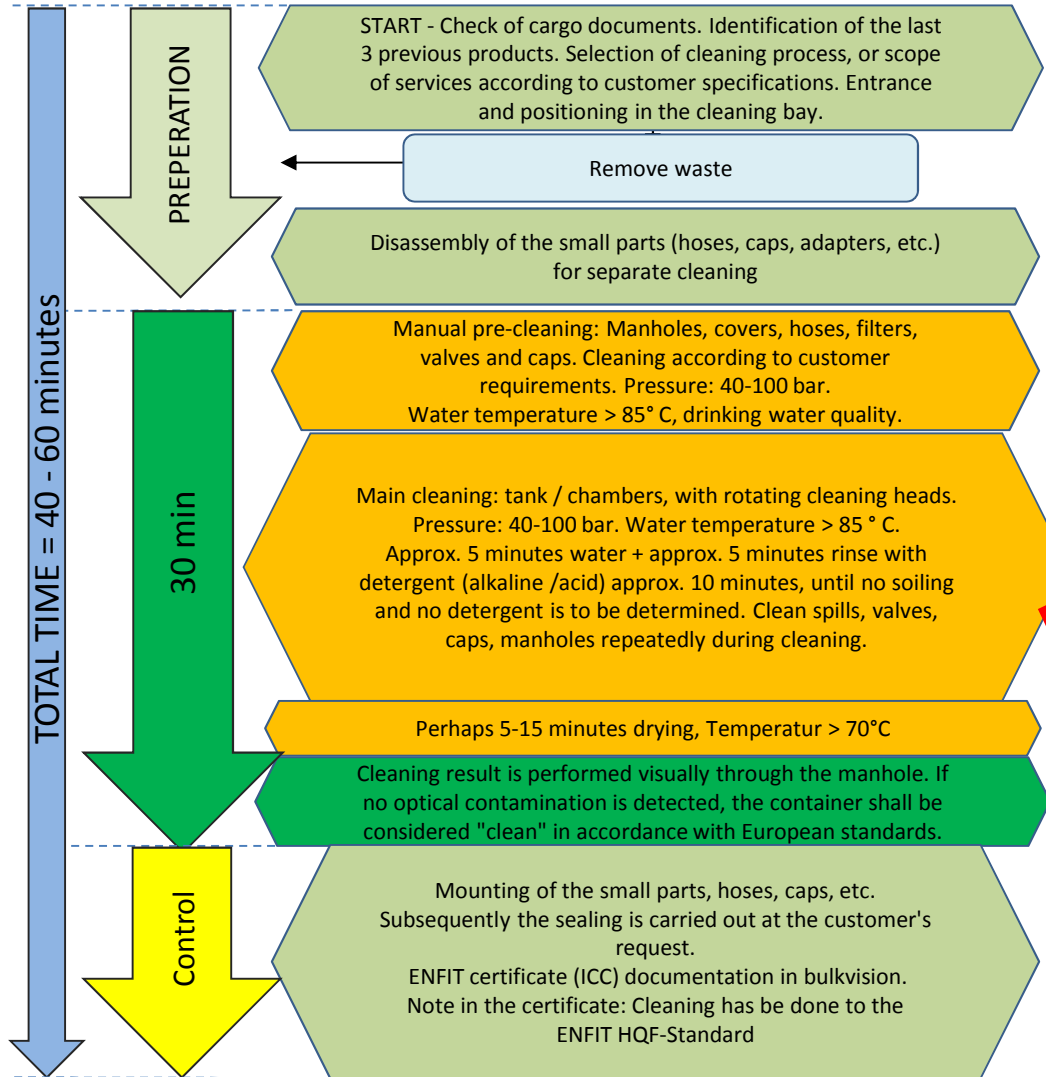 START - Check of cargo documents. Identification of the last
3 previous products. Selection of cleaning process, or scope
of services according to customer specifications. Entrance
and positioning in the cleaning bay.
PREPERATION
Remove waste
Disassembly of the small parts (hoses, caps, adapters, etc.)
for separate cleaning
TOTAL TIME = 40 - 60 minutes
30 min
Manual pre-cleaning: Manholes, covers, hoses, filters,
valves and caps. Cleaning according to customer
requirements. Pressure: 40-100 bar.
Water temperature > 85° C, drinking water quality.
Main cleaning: tank / chambers, with rotating cleaning heads.
Pressure: 40-100 bar. Water temperature > 85 ° C.
Approx. 5 minutes water + approx. 5 minutes rinse with
detergent (alkaline /acid) approx. 10 minutes, until no soiling
and no detergent is to be determined. Clean spills, valves,
caps, manholes repeatedly during cleaning.
Perhaps 5-15 minutes drying, Temperatur > 70°C
Cleaning result is performed visually through the manhole. If
no optical contamination is detected, the container shall be
considered "clean" in accordance with European standards.
Control
Mounting of the small parts, hoses, caps, etc.
Subsequently the sealing is carried out at the customer's
request.
ENFIT certificate (ICC) documentation in bulkvision.
Note in the certificate: Cleaning has be done to the
ENFIT HQF-Standard